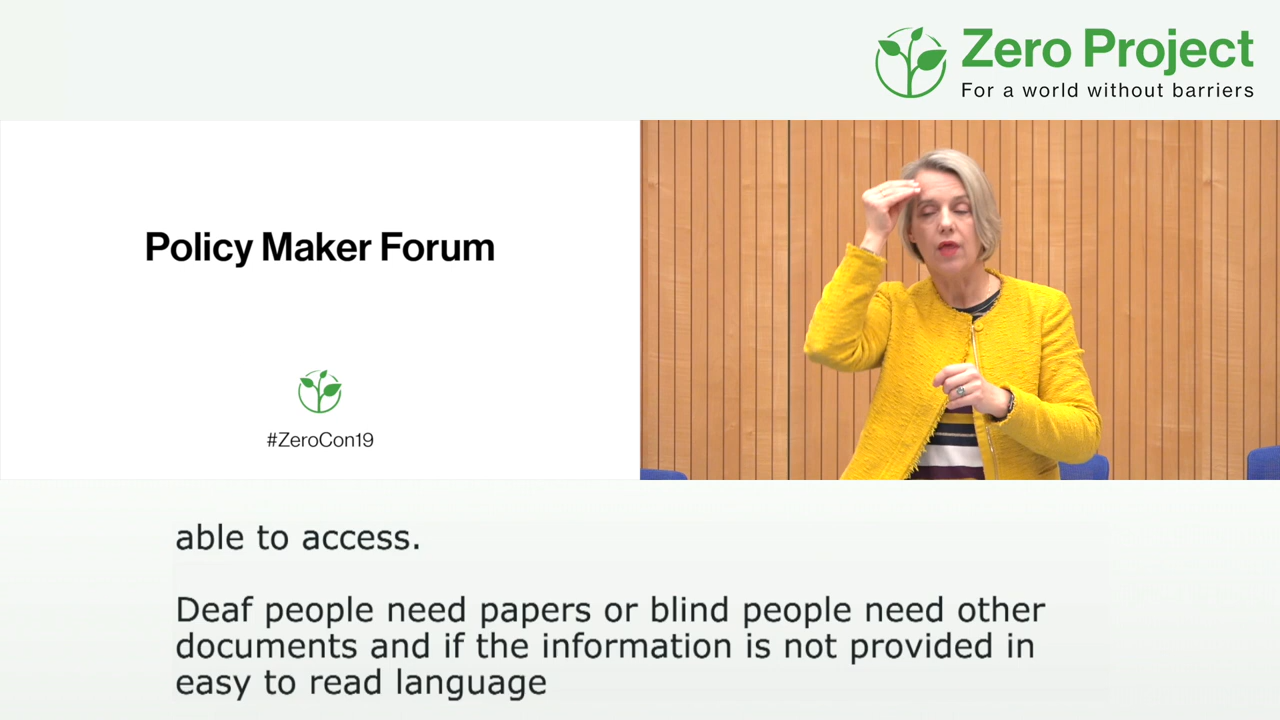 Zero Project
For a world without barriers
Policy Maker Forum
#ZeroCon19
able to access.
Deaf people need papers or blind people need other
documents and if the information is not provided in
easy to read language